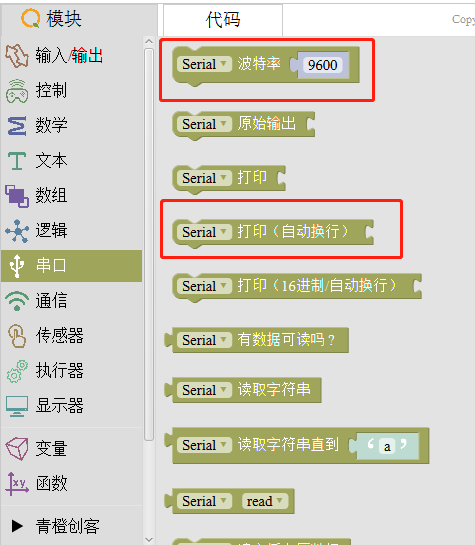 模块
代码
Copy
输入/输出
控制
数学
文本
数组
逻辑
串口
通信
传感器
执行器
显示器
变量
函数
青橙创客
Serial 波特率 9600
Serial 原始输出
Serial 打印
Serial 打印（自动换行）
Serial 打印（16进制/自动换行）
Serial 有数据可读吗？
Serial 读取字符串
Serial 读取字符串直到 “ a ”
Serial read